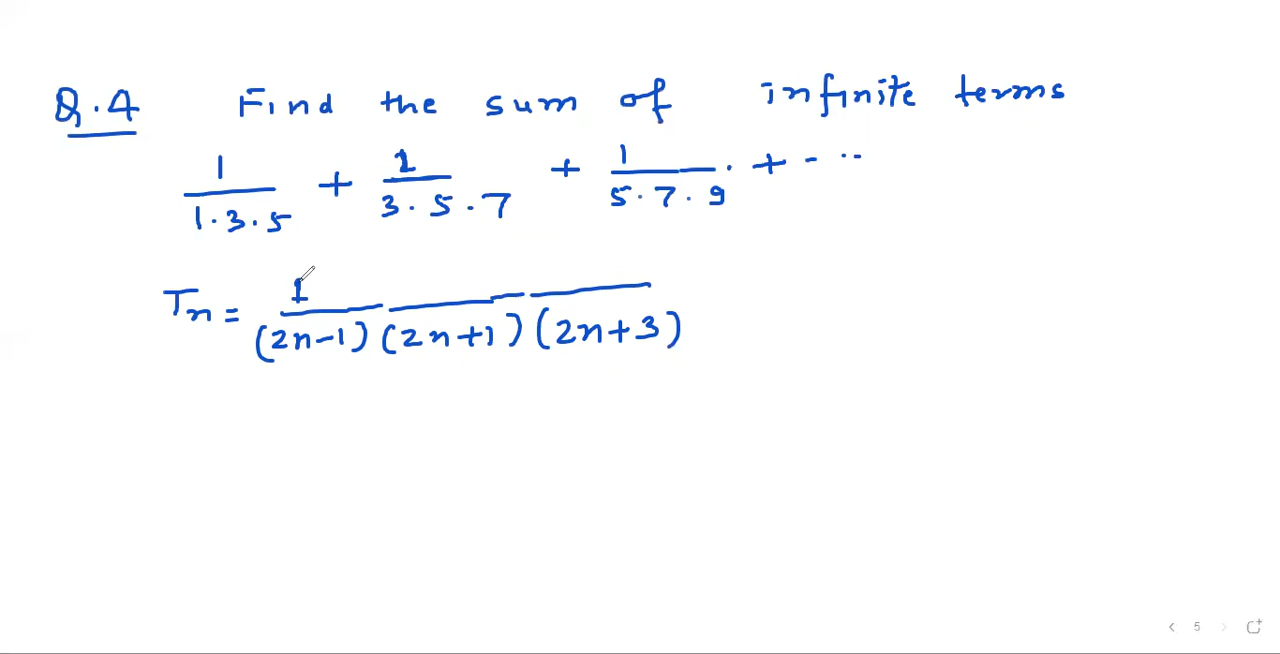 Q.4 Find the sum of infinite terms
1/(1·3·5) + 1/(3·5·7) + 1/(5·7·9) · + - ··
Tn = 1/((2n-1)(2n+1)(2n+3))
5